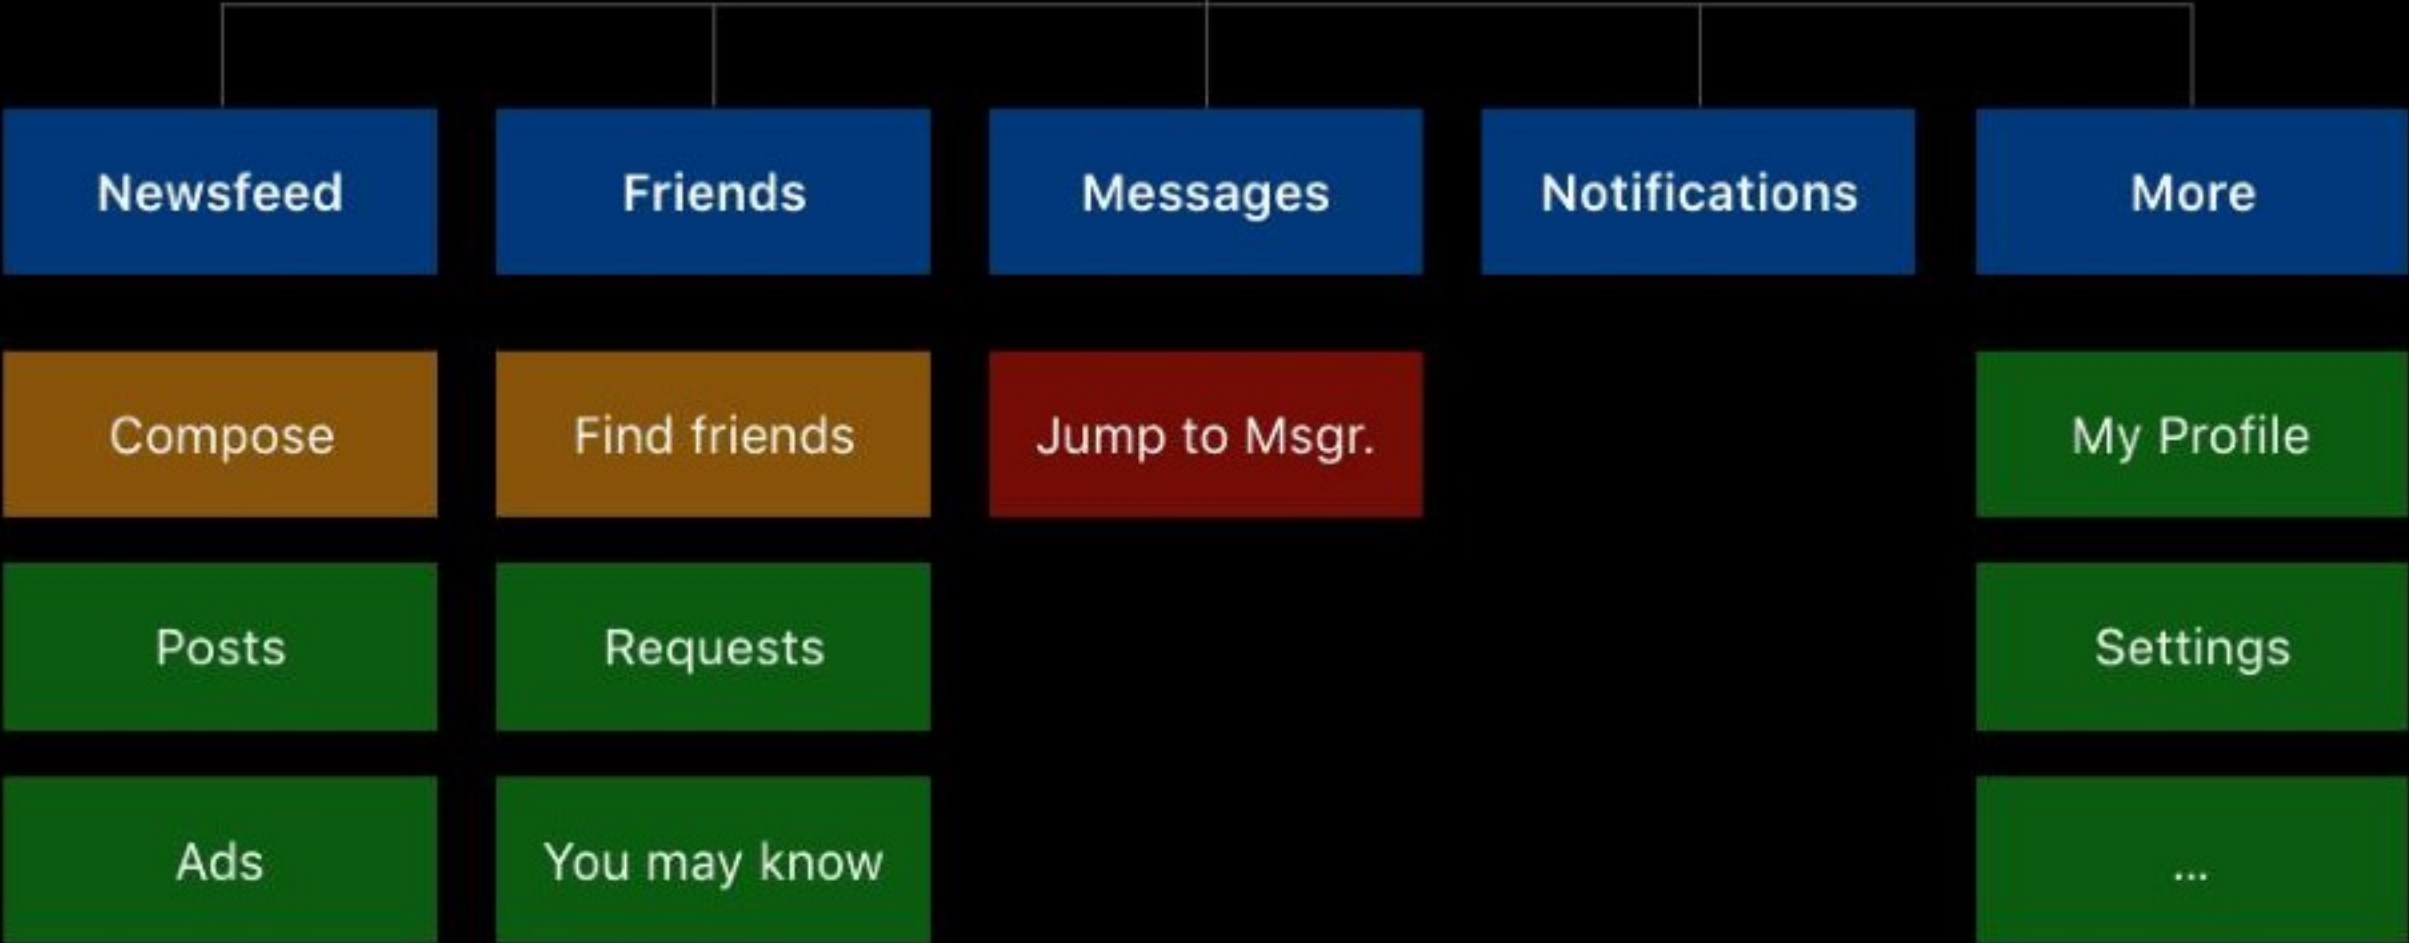 Newsfeed
Friends
Messages
Notifications
More
Compose
Find friends
Jump to Msgr.
My Profile
Posts
Requests
Settings
Ads
You may know
...